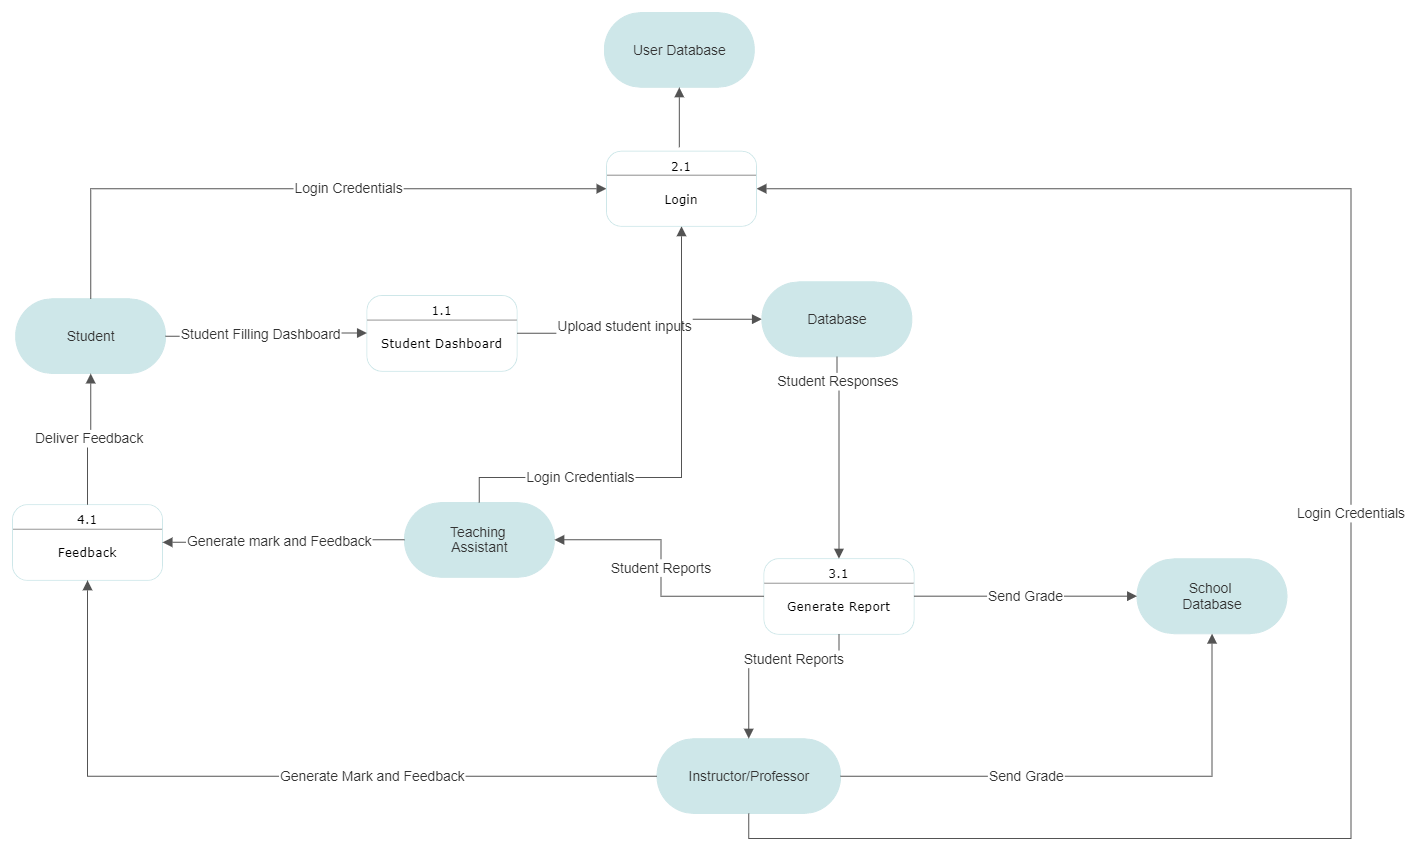 User Database
2.1
Login Credentials
Login
1.1
Student
Student Filling Dashboard
Student Dashboard
Upload student inputs
Database
Student Responses
Deliver Feedback
Login Credentials
4.1
Feedback
Generate mark and Feedback
Teaching
Assistant
Login Credentials
Student Reports
3.1
Generate Report
Send Grade
School
Database
Student Reports
Generate Mark and Feedback
Instructor/Professor
Send Grade